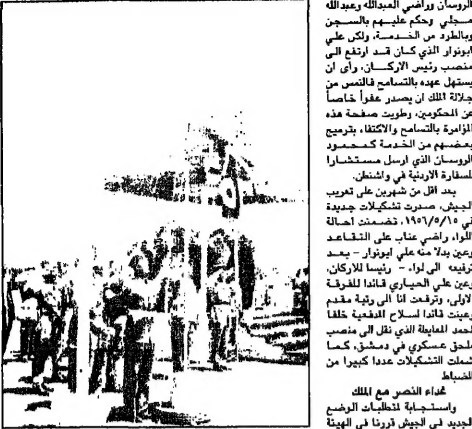 الروسان وراضي العبدالله وعبدالله
مجلي وحكم عليهم بالسجن
وبالطرد من الخدمة، ولكن علي
ابونوار الذي كان قد ارتفع الى
منصب رئيس الاركان، رأى ان
يستهل عهده بالتسامح فالتمس من
جلالة الملك ان يصدر عفواً خاصاً
عن المحكومين، وطويت صفحة هذه
المؤامرة بالتسامح والاكتفاء بترميج
بعضهم من الخدمة كمحمود
الروسان الذي ارسل مستشارا
للسفارة الاردنية في واشنطن.
بعد اقل من شهرين على تعريب
الجيش، صدرت تشكيلات جديدة
في ١٩٥٦/٥/١٥، تضمنت احالة
اللواء راضي عناب على التقاعد
وعين بدلا منه علي ابونوار - بعد
ترفيعه الى لواء - رئيسا للاركان،
وعين علي الحياري قائدا للفرقة
الاولى، وترفعت انا الى رتبة مقدم
وعينت قائدا لسلاح المدفعية خلفا
لمحمد المعايطة الذي نقل الى منصب
ملحق عسكري في دمشق، كما
شملت التشكيلات عددا كبيرا من
الضباط.
غداء النصر مع الملك
واستجابة لمتطلبات الوضع
الجديد في الجيش قررنا في الهيئة